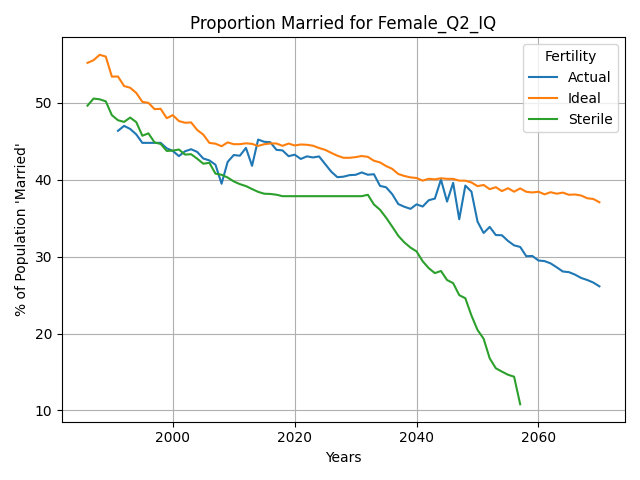 Proportion Married for Female_Q2_IQ
Fertility
Actual
Ideal
Sterile
% of Population 'Married'
50
40
30
20
10
2000
2020
2040
2060
Years